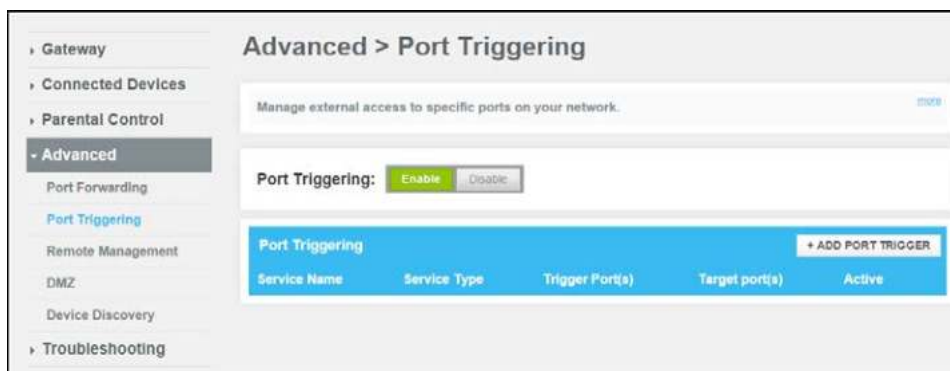 Gateway
Connected Devices
Parental Control
Advanced
Port Forwarding
Port Triggering
Remote Management
DMZ
Device Discovery
Troubleshooting
Advanced > Port Triggering
Manage external access to specific ports on your network. more
Port Triggering: Enable Disable
Port Triggering + ADD PORT TRIGGER
Service Name Service Type Trigger Port(s) Target port(s) Active